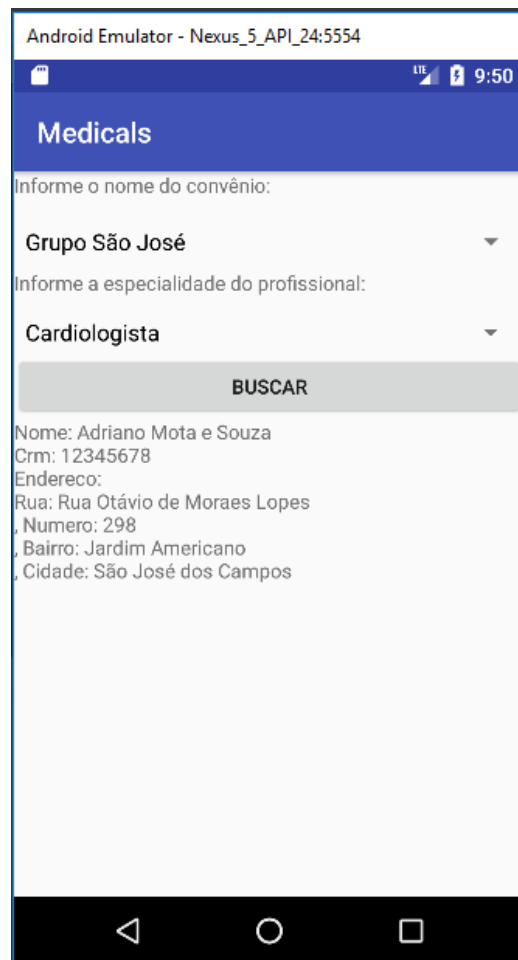 Android Emulator - Nexus_5_API_24:5554
LTE 9:50
Medicals
Informe o nome do convênio:
Grupo São José
Informe a especialidade do profissional:
Cardiologista
BUSCAR
Nome: Adriano Mota e Souza
Crm: 12345678
Endereco:
Rua: Rua Otávio de Moraes Lopes
, Numero: 298
, Bairro: Jardim Americano
, Cidade: São José dos Campos